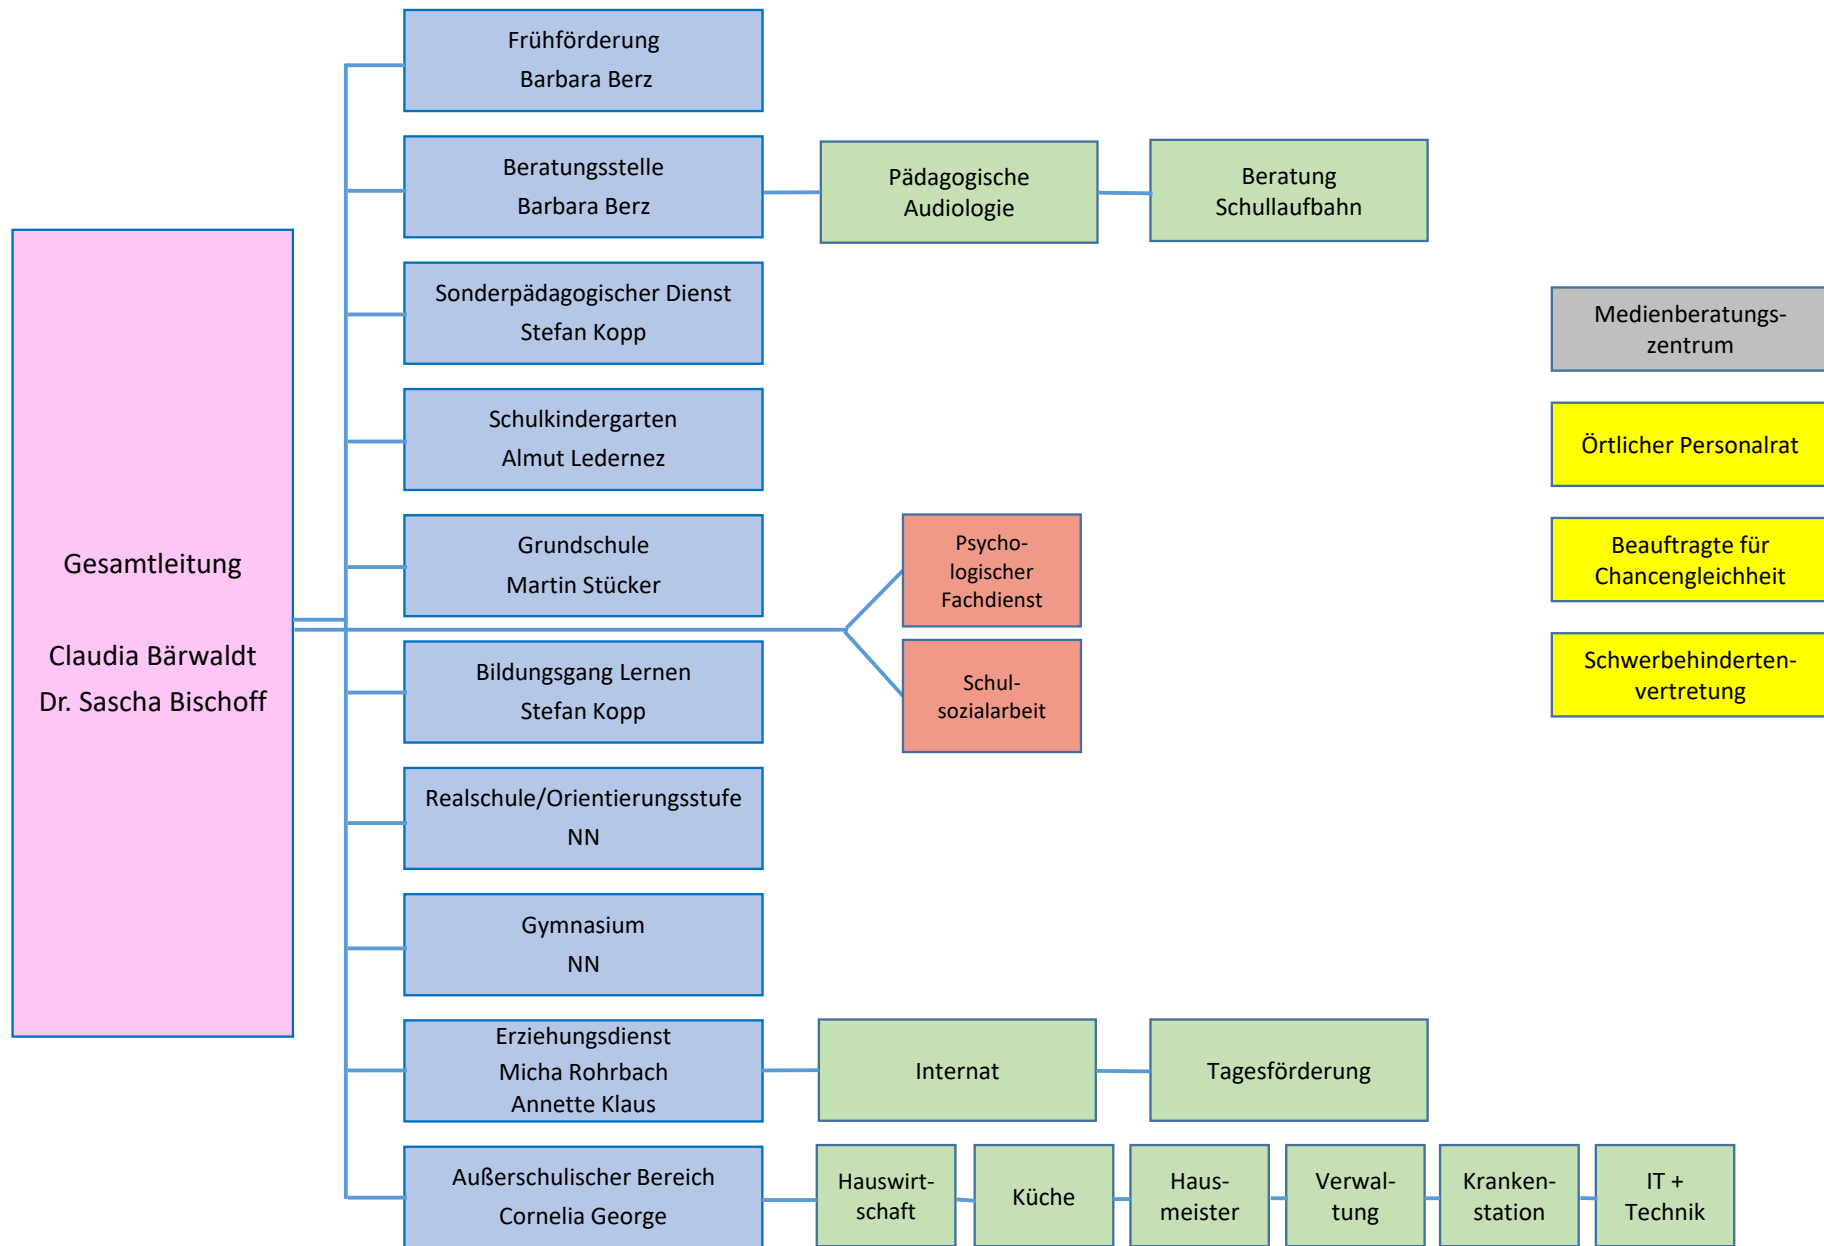 Frühförderung
Barbara Berz
Beratungsstelle
Barbara Berz
Pädagogische
Audiologie
Beratung
Schullaufbahn
Sonderpädagogischer Dienst
Stefan Kopp
Medienberatungs-
zentrum
Schulkindergarten
Almut Ledernez
Örtlicher Personalrat
Gesamtleitung
Claudia Bärwaldt
Dr. Sascha Bischoff
Grundschule
Martin Stücker
Psycho-
logischer
Fachdienst
Beauftragte für
Chancengleichheit
Bildungsgang Lernen
Stefan Kopp
Schul-
sozialarbeit
Schwerbehinderten-
vertretung
Realschule/Orientierungsstufe
NN
Gymnasium
NN
Erziehungsdienst
Micha Rohrbach
Annette Klaus
Internat
Tagesförderung
Außerschulischer Bereich
Cornelia George
Hauswirt-
schaft
Küche
Haus-
meister
Verwal-
tung
Kranken-
station
IT +
Technik